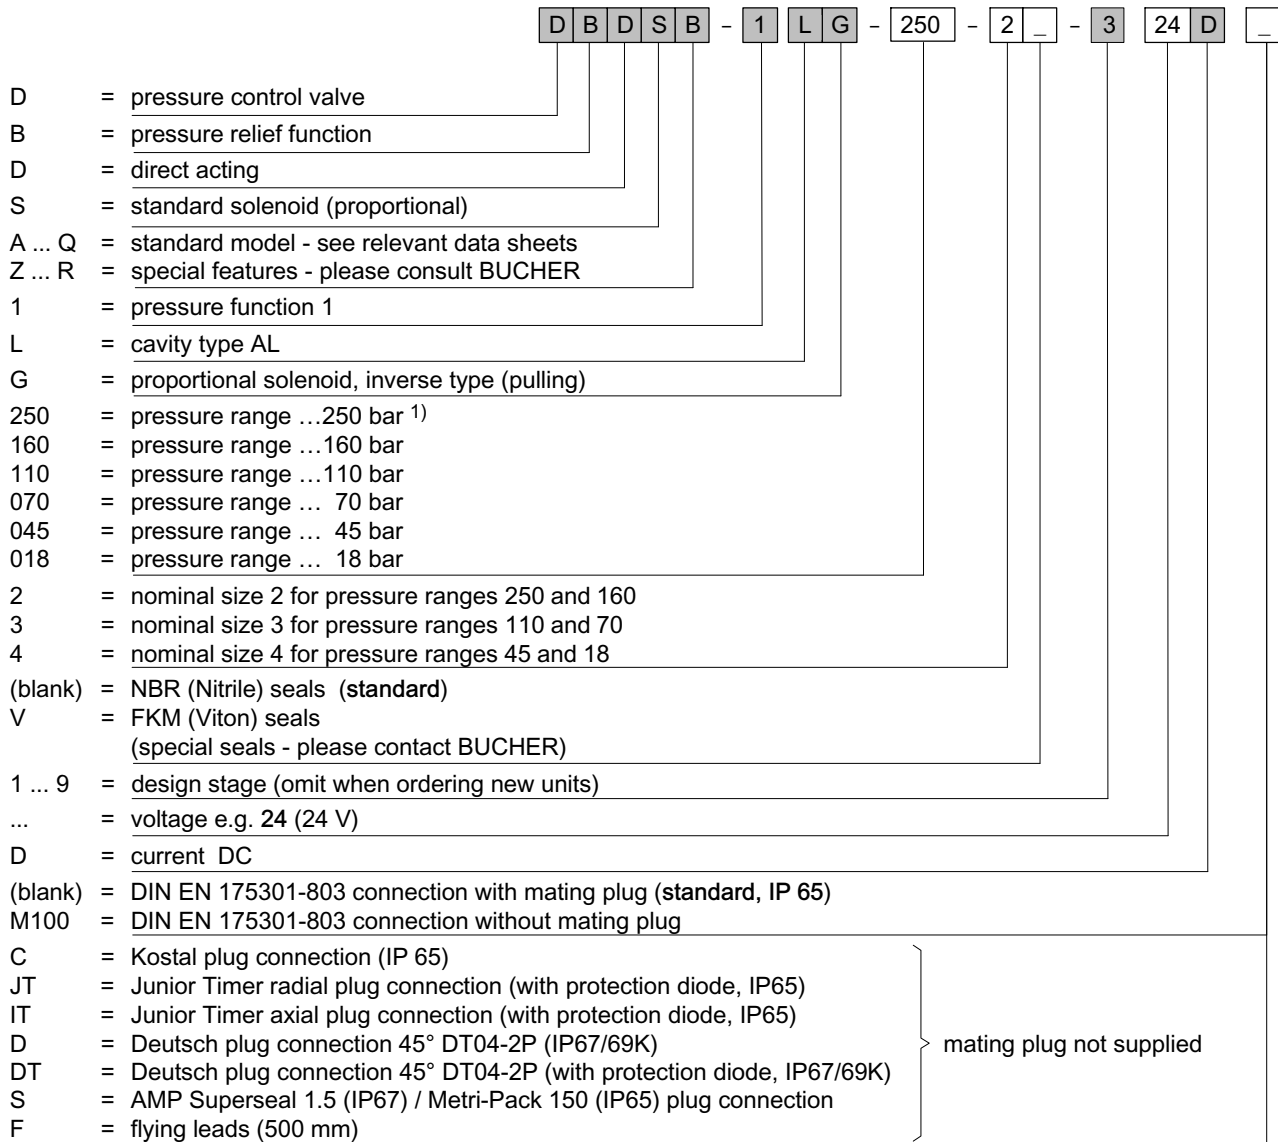 D B D S B – 1 L G – 250 – 2 _ – 3 24 D _
D = pressure control valve
B = pressure relief function
D = direct acting
S = standard solenoid (proportional)
A ... Q = standard model - see relevant data sheets
Z ... R = special features - please consult BUCHER
1 = pressure function 1
L = cavity type AL
G = proportional solenoid, inverse type (pulling)
250 = pressure range …250 bar 1)
160 = pressure range …160 bar
110 = pressure range …110 bar
070 = pressure range … 70 bar
045 = pressure range … 45 bar
018 = pressure range … 18 bar
2 = nominal size 2 for pressure ranges 250 and 160
3 = nominal size 3 for pressure ranges 110 and 70
4 = nominal size 4 for pressure ranges 45 and 18
(blank) = NBR (Nitrile) seals (standard)
V = FKM (Viton) seals
(special seals - please contact BUCHER)
1 ... 9 = design stage (omit when ordering new units)
... = voltage e.g. 24 (24 V)
D = current DC
(blank) = DIN EN 175301-803 connection with mating plug (standard, IP 65)
M100 = DIN EN 175301-803 connection without mating plug
C = Kostal plug connection (IP 65)
JT = Junior Timer radial plug connection (with protection diode, IP65)
IT = Junior Timer axial plug connection (with protection diode, IP65)
D = Deutsch plug connection 45° DT04-2P (IP67/69K)
mating plug not supplied
DT = Deutsch plug connection 45° DT04-2P (with protection diode, IP67/69K)
S = AMP Superseal 1.5 (IP67) / Metri-Pack 150 (IP65) plug connection
F = flying leads (500 mm)